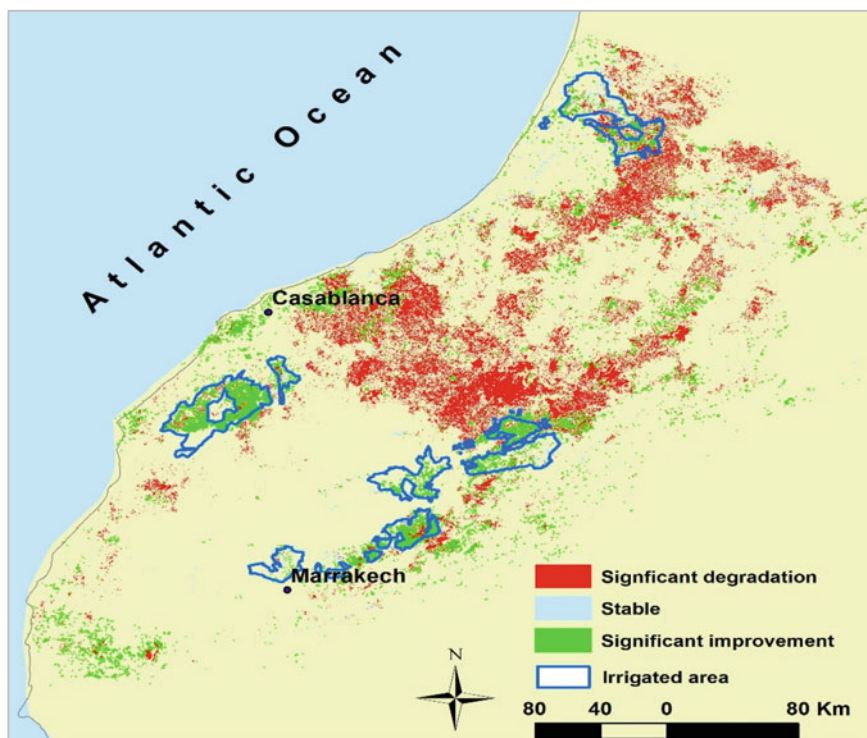 Atlantic Ocean
Casablanca
Marrakech
Signficant degradation
Stable
Significant improvement
Irrigated area
N
80 40 0 80 Km